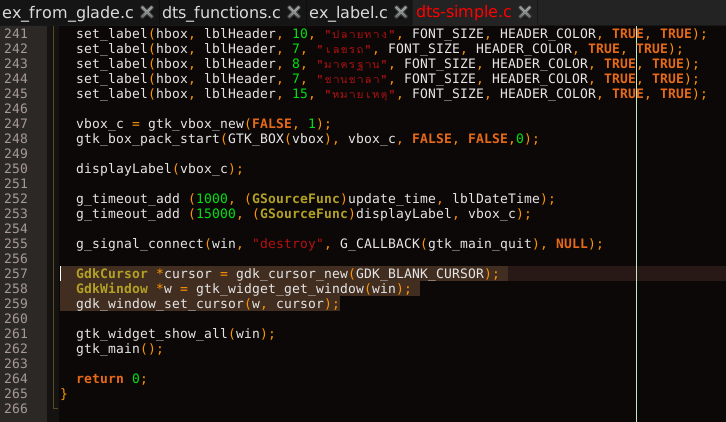 ex_from_glade.c dts_functions.c ex_label.c dts-simple.c
241 set_label(hbox, lblHeader, 10, "ปลายทาง", FONT_SIZE, HEADER_COLOR, TRUE, TRUE);
242 set_label(hbox, lblHeader, 7, "เลขรถ", FONT_SIZE, HEADER_COLOR, TRUE, TRUE);
243 set_label(hbox, lblHeader, 8, "มาตรฐาน", FONT_SIZE, HEADER_COLOR, TRUE, TRUE);
244 set_label(hbox, lblHeader, 7, "ชานชาลา", FONT_SIZE, HEADER_COLOR, TRUE, TRUE);
245 set_label(hbox, lblHeader, 15, "หมายเหตุ", FONT_SIZE, HEADER_COLOR, TRUE, TRUE);
246
247 vbox_c = gtk_vbox_new(FALSE, 1);
248 gtk_box_pack_start(GTK_BOX(vbox), vbox_c, FALSE, FALSE,0);
249
250 displayLabel(vbox_c);
251
252 g_timeout_add (1000, (GSourceFunc)update_time, lblDateTime);
253 g_timeout_add (15000, (GSourceFunc)displayLabel, vbox_c);
254
255 g_signal_connect(win, "destroy", G_CALLBACK(gtk_main_quit), NULL);
256
257 GdkCursor *cursor = gdk_cursor_new(GDK_BLANK_CURSOR);
258 GdkWindow *w = gtk_widget_get_window(win);
259 gdk_window_set_cursor(w, cursor);
260
261 gtk_widget_show_all(win);
262 gtk_main();
263
264 return 0;
265 }
266